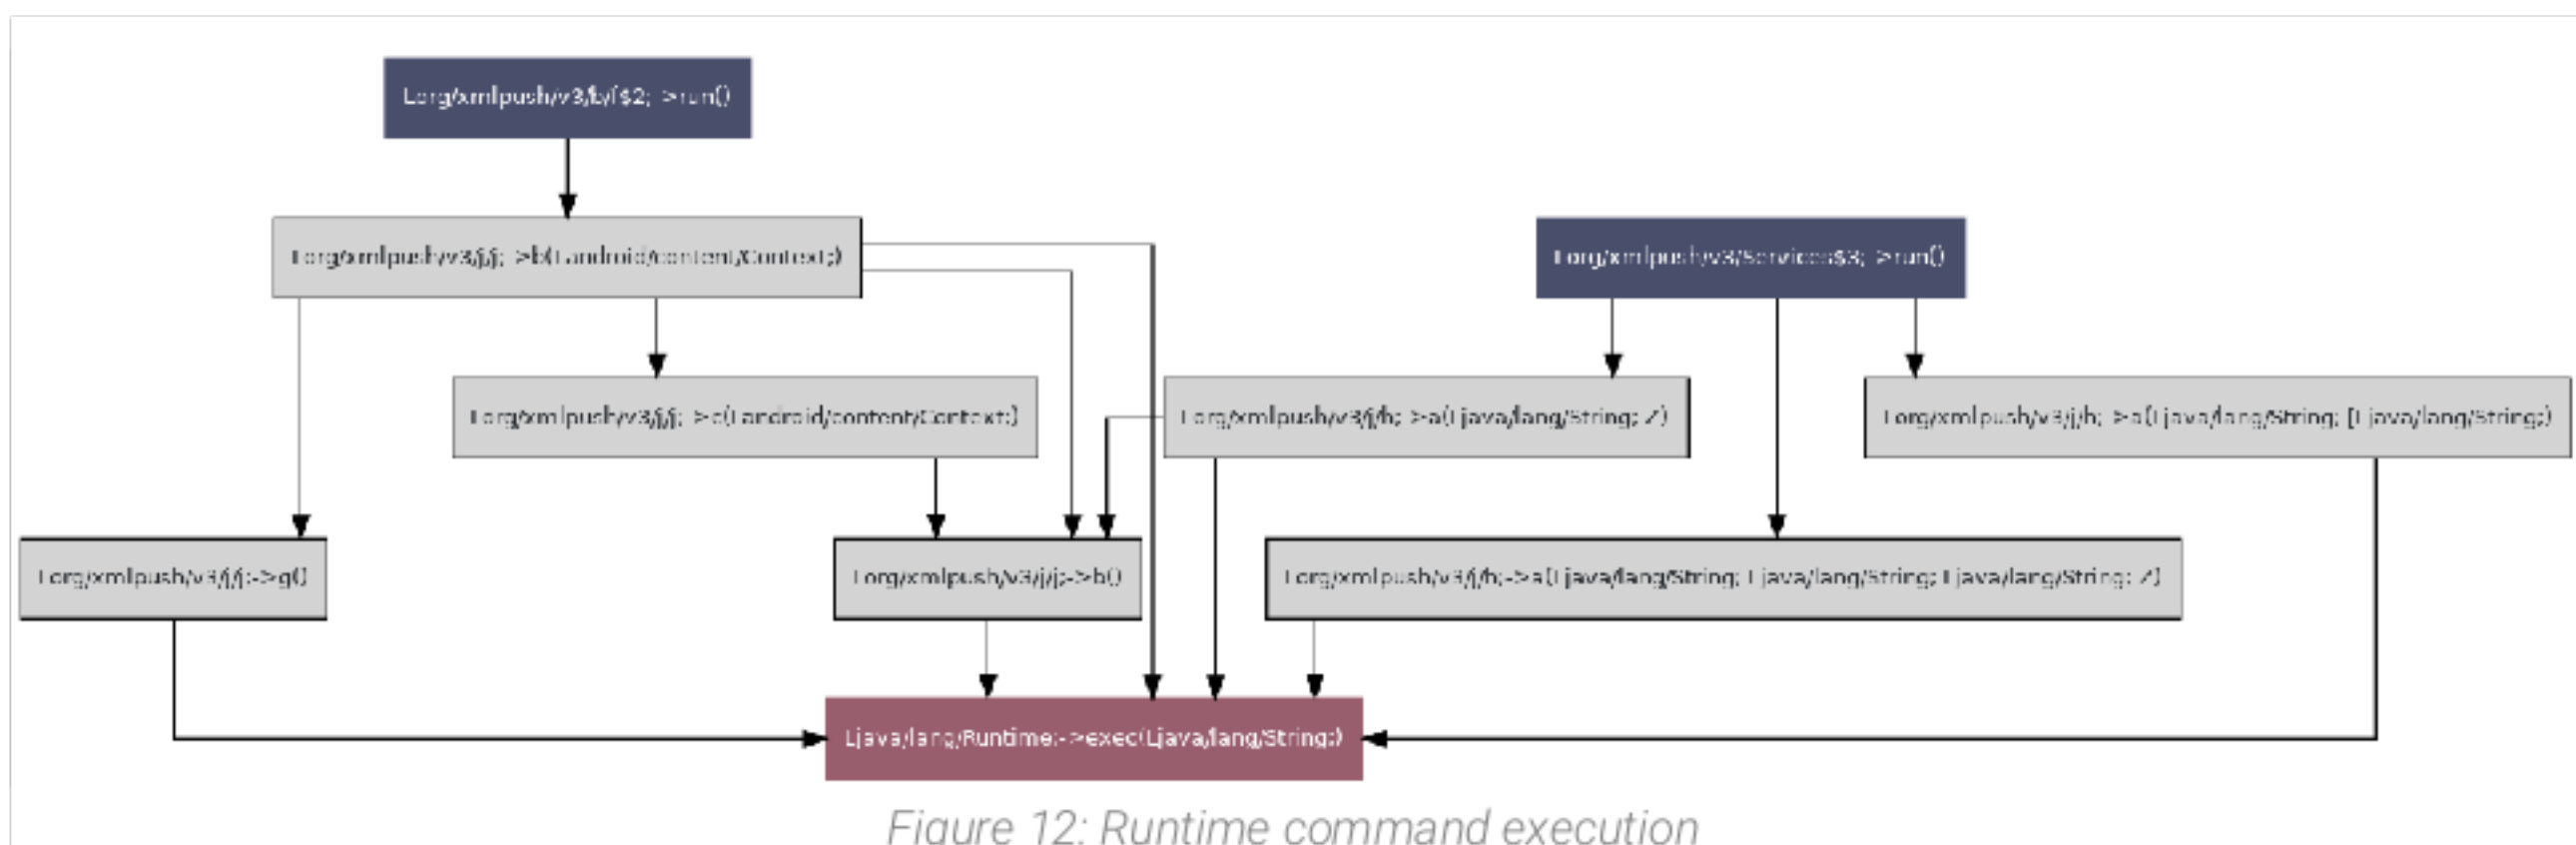 Lorg/xmlpush/v3/b/f$2;->run()
Lorg/xmlpush/v3/j/j;->b(Landroid/content/Context;)
Lorg/xmlpush/v3/Services$3;->run()
Lorg/xmlpush/v3/j/j;->c(Landroid/content/Context;)
Lorg/xmlpush/v3/j/h;->a(Ljava/lang/String; Z)
Lorg/xmlpush/v3/j/h;->a(Ljava/lang/String; [Ljava/lang/String;)
Lorg/xmlpush/v3/j/j;->g()
Lorg/xmlpush/v3/j/j;->b()
Lorg/xmlpush/v3/j/h;->a(Ljava/lang/String; Ljava/lang/String; Ljava/lang/String; Z)
Ljava/lang/Runtime;->exec(Ljava/lang/String;)
Figure 12: Runtime command execution